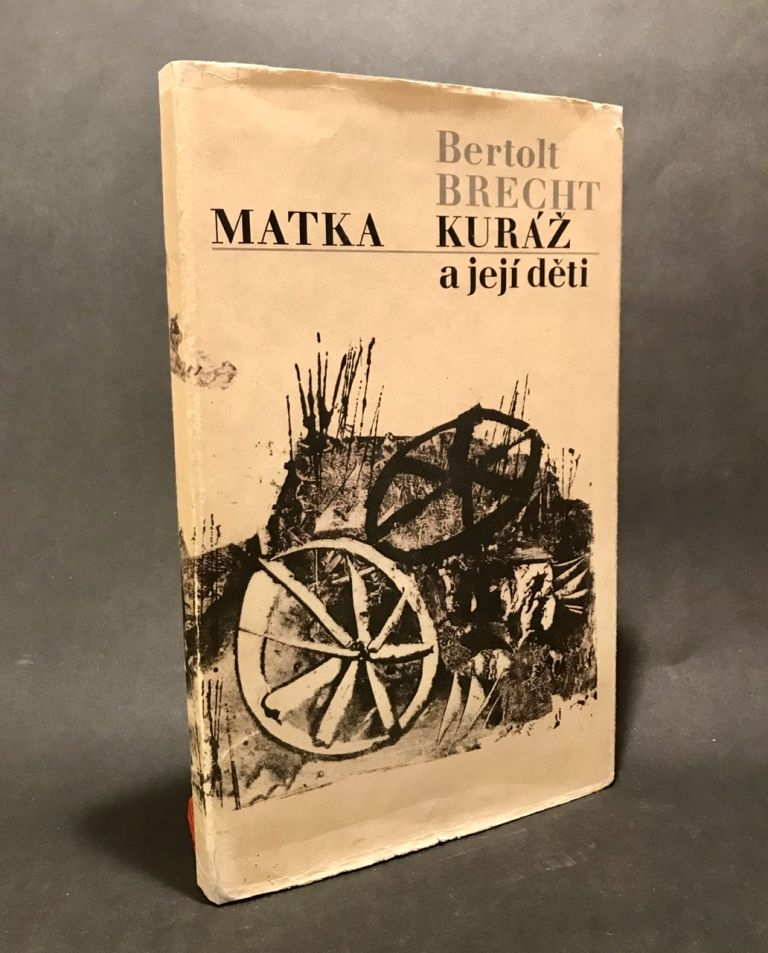 Bertolt
BRECHT
MATKA KURÁŽ
a její děti